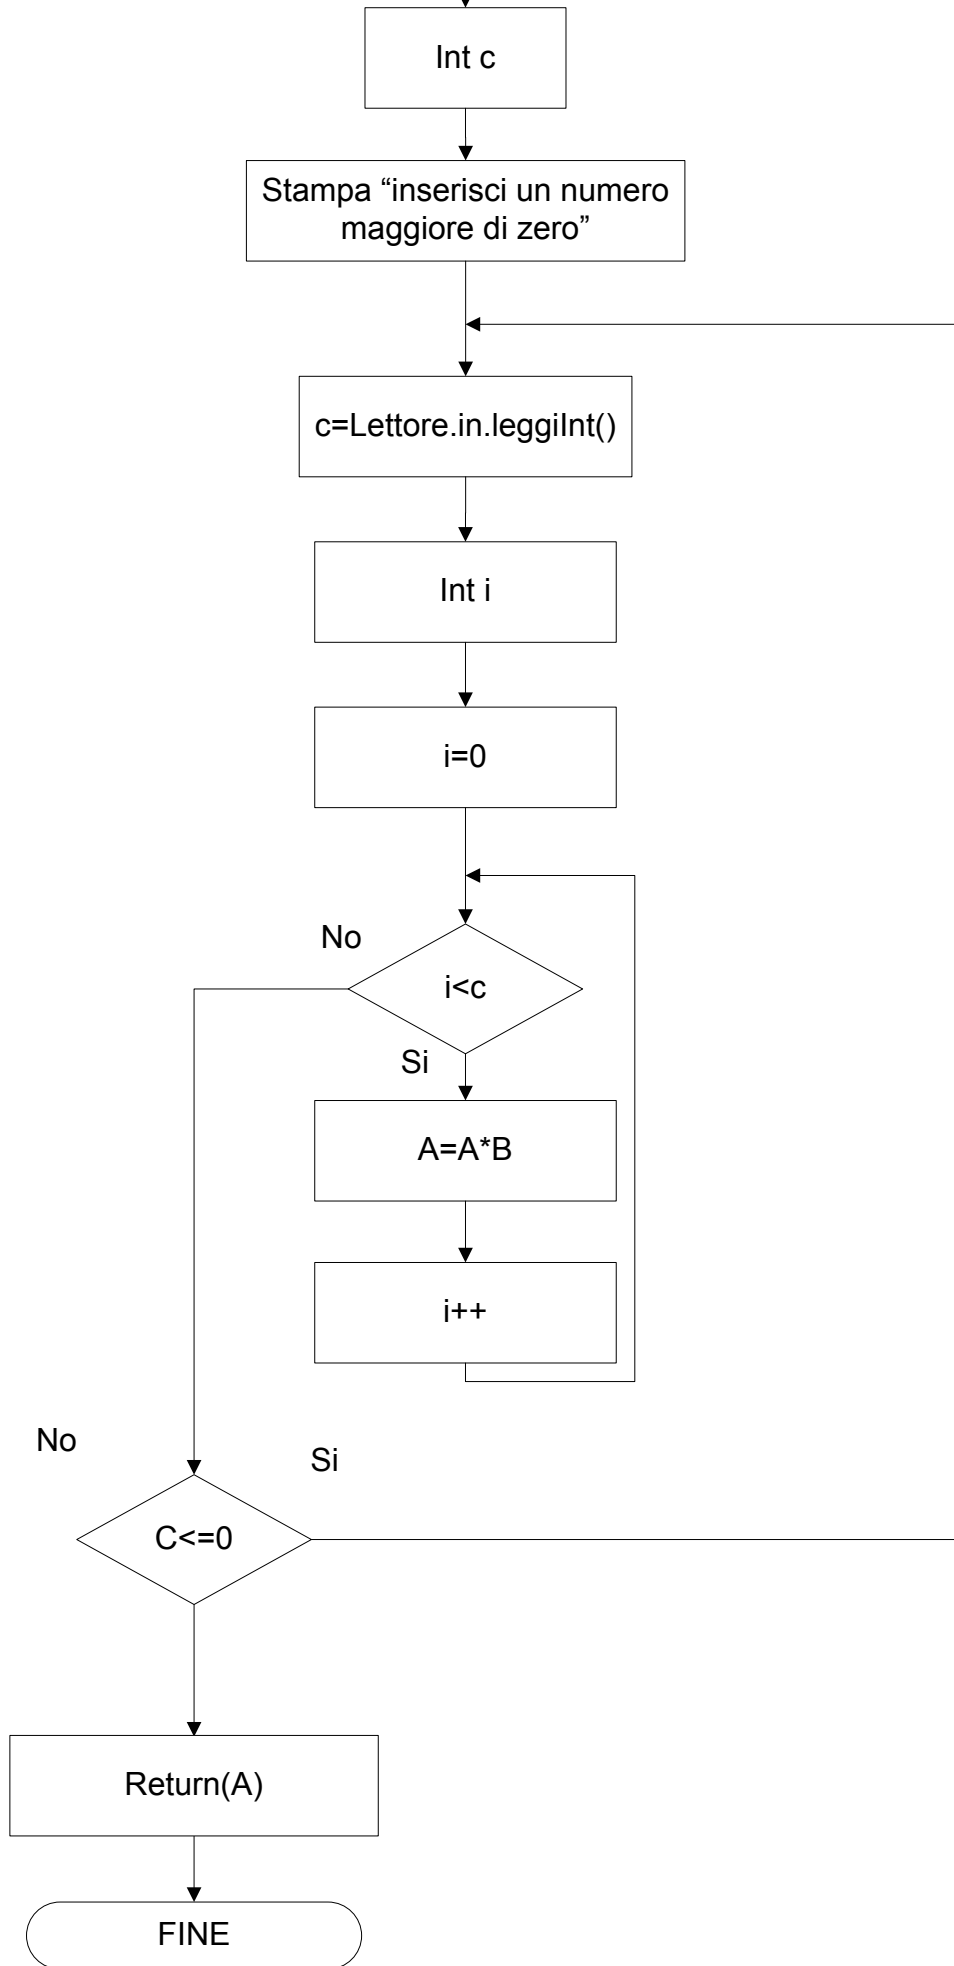 Int c
Stampa “inserisci un numero
maggiore di zero”
c=Lettore.in.leggiInt()
Int i
i=0
No
i<c
Si
A=A*B
i++
No
Si
C<=0
Return(A)
FINE